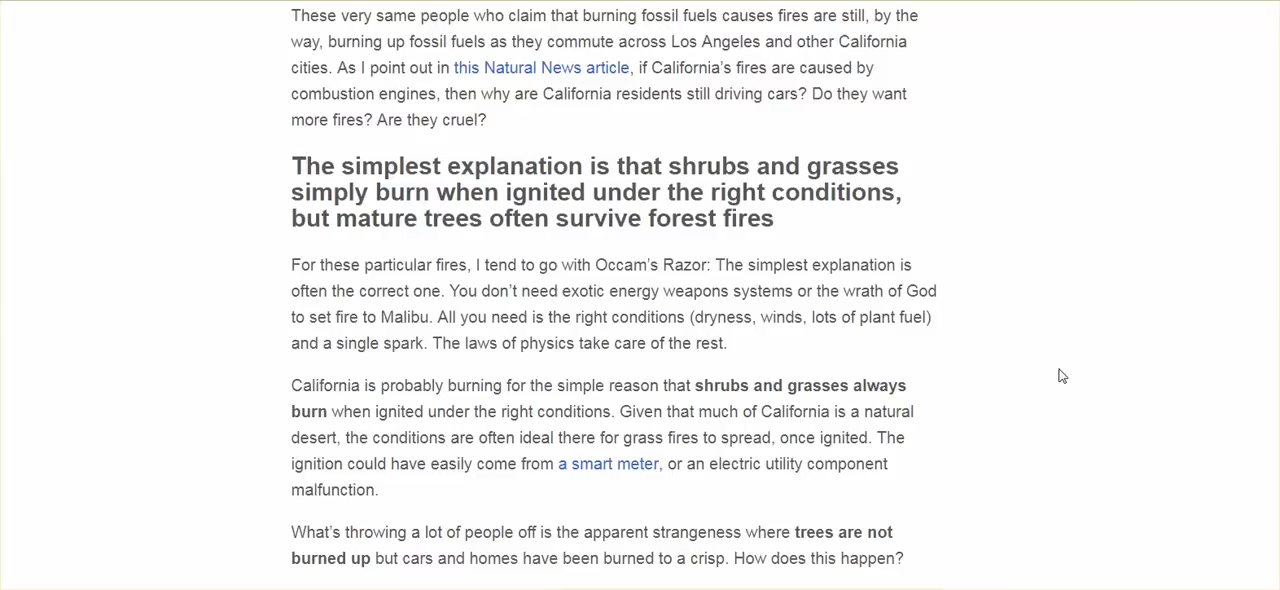 These very same people who claim that burning fossil fuels causes fires are still, by the
way, burning up fossil fuels as they commute across Los Angeles and other California
cities. As I point out in this Natural News article, if California’s fires are caused by
combustion engines, then why are California residents still driving cars? Do they want
more fires? Are they cruel?
The simplest explanation is that shrubs and grasses
simply burn when ignited under the right conditions,
but mature trees often survive forest fires
For these particular fires, I tend to go with Occam’s Razor: The simplest explanation is
often the correct one. You don’t need exotic energy weapons systems or the wrath of God
to set fire to Malibu. All you need is the right conditions (dryness, winds, lots of plant fuel)
and a single spark. The laws of physics take care of the rest.
California is probably burning for the simple reason that shrubs and grasses always
burn when ignited under the right conditions. Given that much of California is a natural
desert, the conditions are often ideal there for grass fires to spread, once ignited. The
ignition could have easily come from a smart meter, or an electric utility component
malfunction.
What’s throwing a lot of people off is the apparent strangeness where trees are not
burned up but cars and homes have been burned to a crisp. How does this happen?